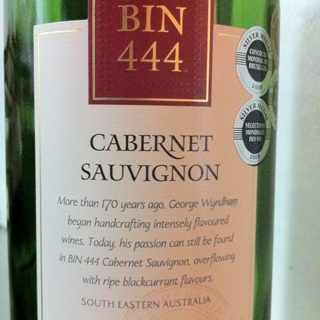 BIN
444
CABERNET
SAUVIGNON
More than 170 years ago, George Wyndham
began handcrafting intensely flavoured
wines. Today, his passion can still be found
in BIN 444 Cabernet Sauvignon, overflowing
with ripe blackcurrant flavours.
SOUTH EASTERN AUSTRALIA